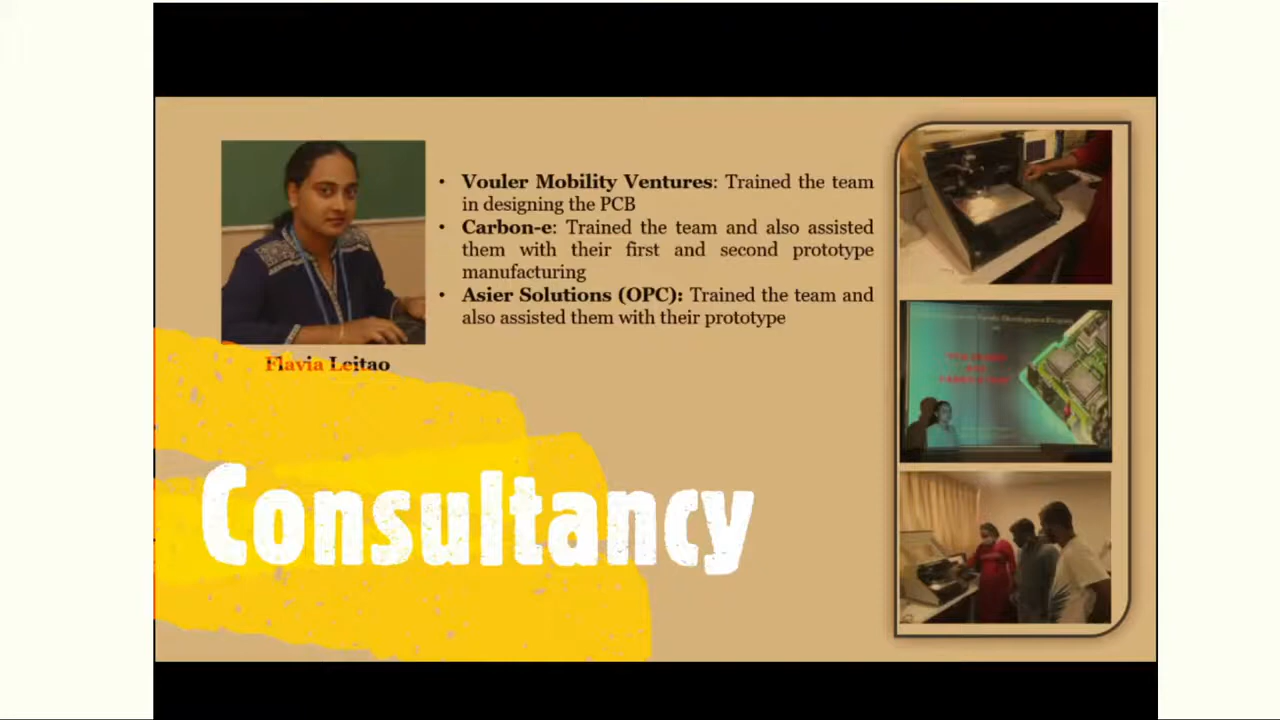 • Vouler Mobility Ventures: Trained the team
in designing the PCB
• Carbon-e: Trained the team and also assisted
them with their first and second prototype
manufacturing
• Asier Solutions (OPC): Trained the team and
also assisted them with their prototype
Flavia Leitao
Consultancy